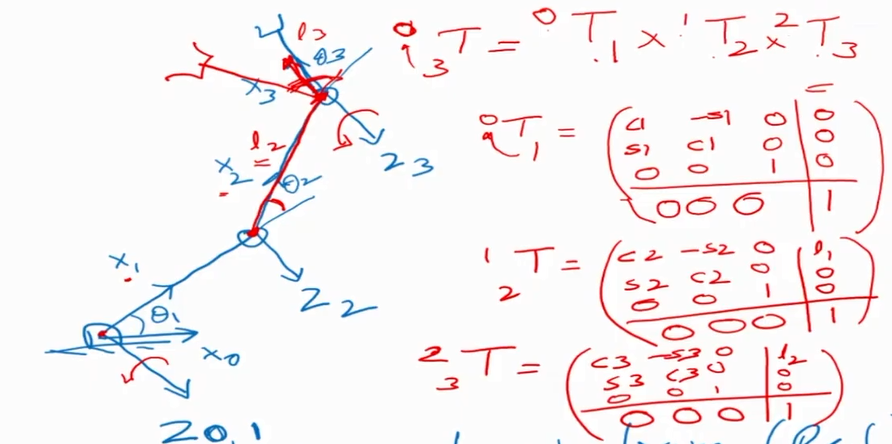 l3
θ3
x3
l2
x2
θ2
z3
x1
θ1
z2
x0
z0,1
⁰₃T = ⁰T₁ × ¹T₂ × ²T₃
⁰T₁ =
c1 -s1 0 0
s1 c1 0 0
0 0 1 0
0 0 0 1
¹₂T =
c2 -s2 0 l1
s2 c2 0 0
0 0 1 0
0 0 0 1
²₃T =
c3 -s3 0 l2
s3 c3 0 0
0 0 1 0
0 0 0 1